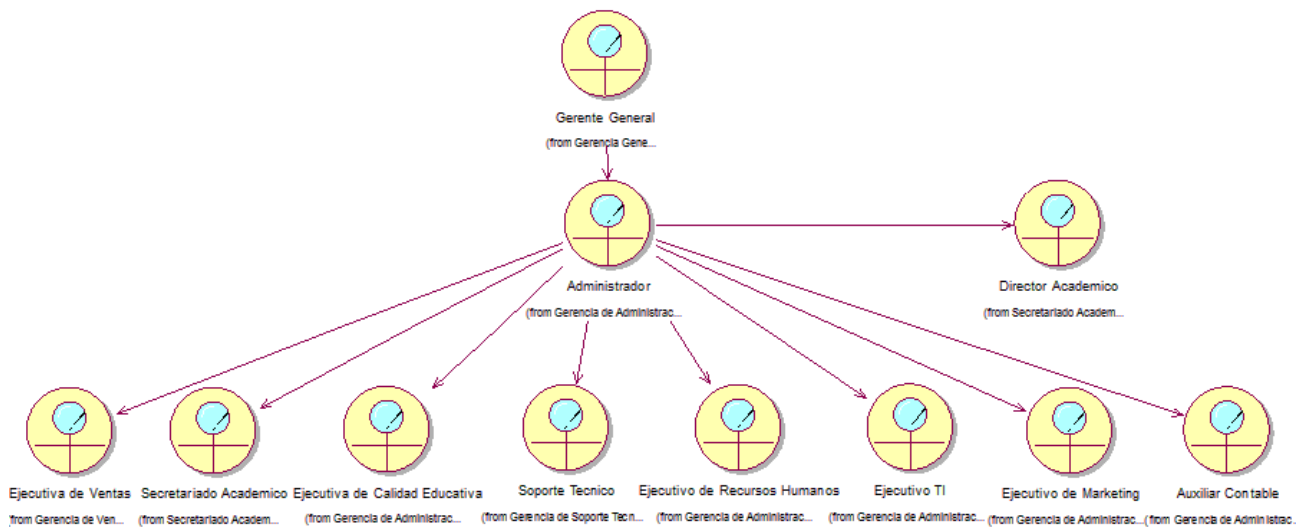 Gerente General
(from Gerencia Gene...
Administrador
(from Gerencia de Administrac...
Director Academico
(from Secretariado Academ...
Ejecutiva de Ventas
(from Gerencia de Ven...
Secretariado Academico
(from Secretariado Academ...
Ejecutiva de Calidad Educativa
(from Gerencia de Administrac...
Soporte Tecnico
(from Gerencia de Soporte Tecn...
Ejecutivo de Recursos Humanos
(from Gerencia de Administrac...
Ejecutivo TI
(from Gerencia de Administrac...
Ejecutivo de Marketing
(from Gerencia de Administrac...
Auxiliar Contable
(from Gerencia de Administrac...